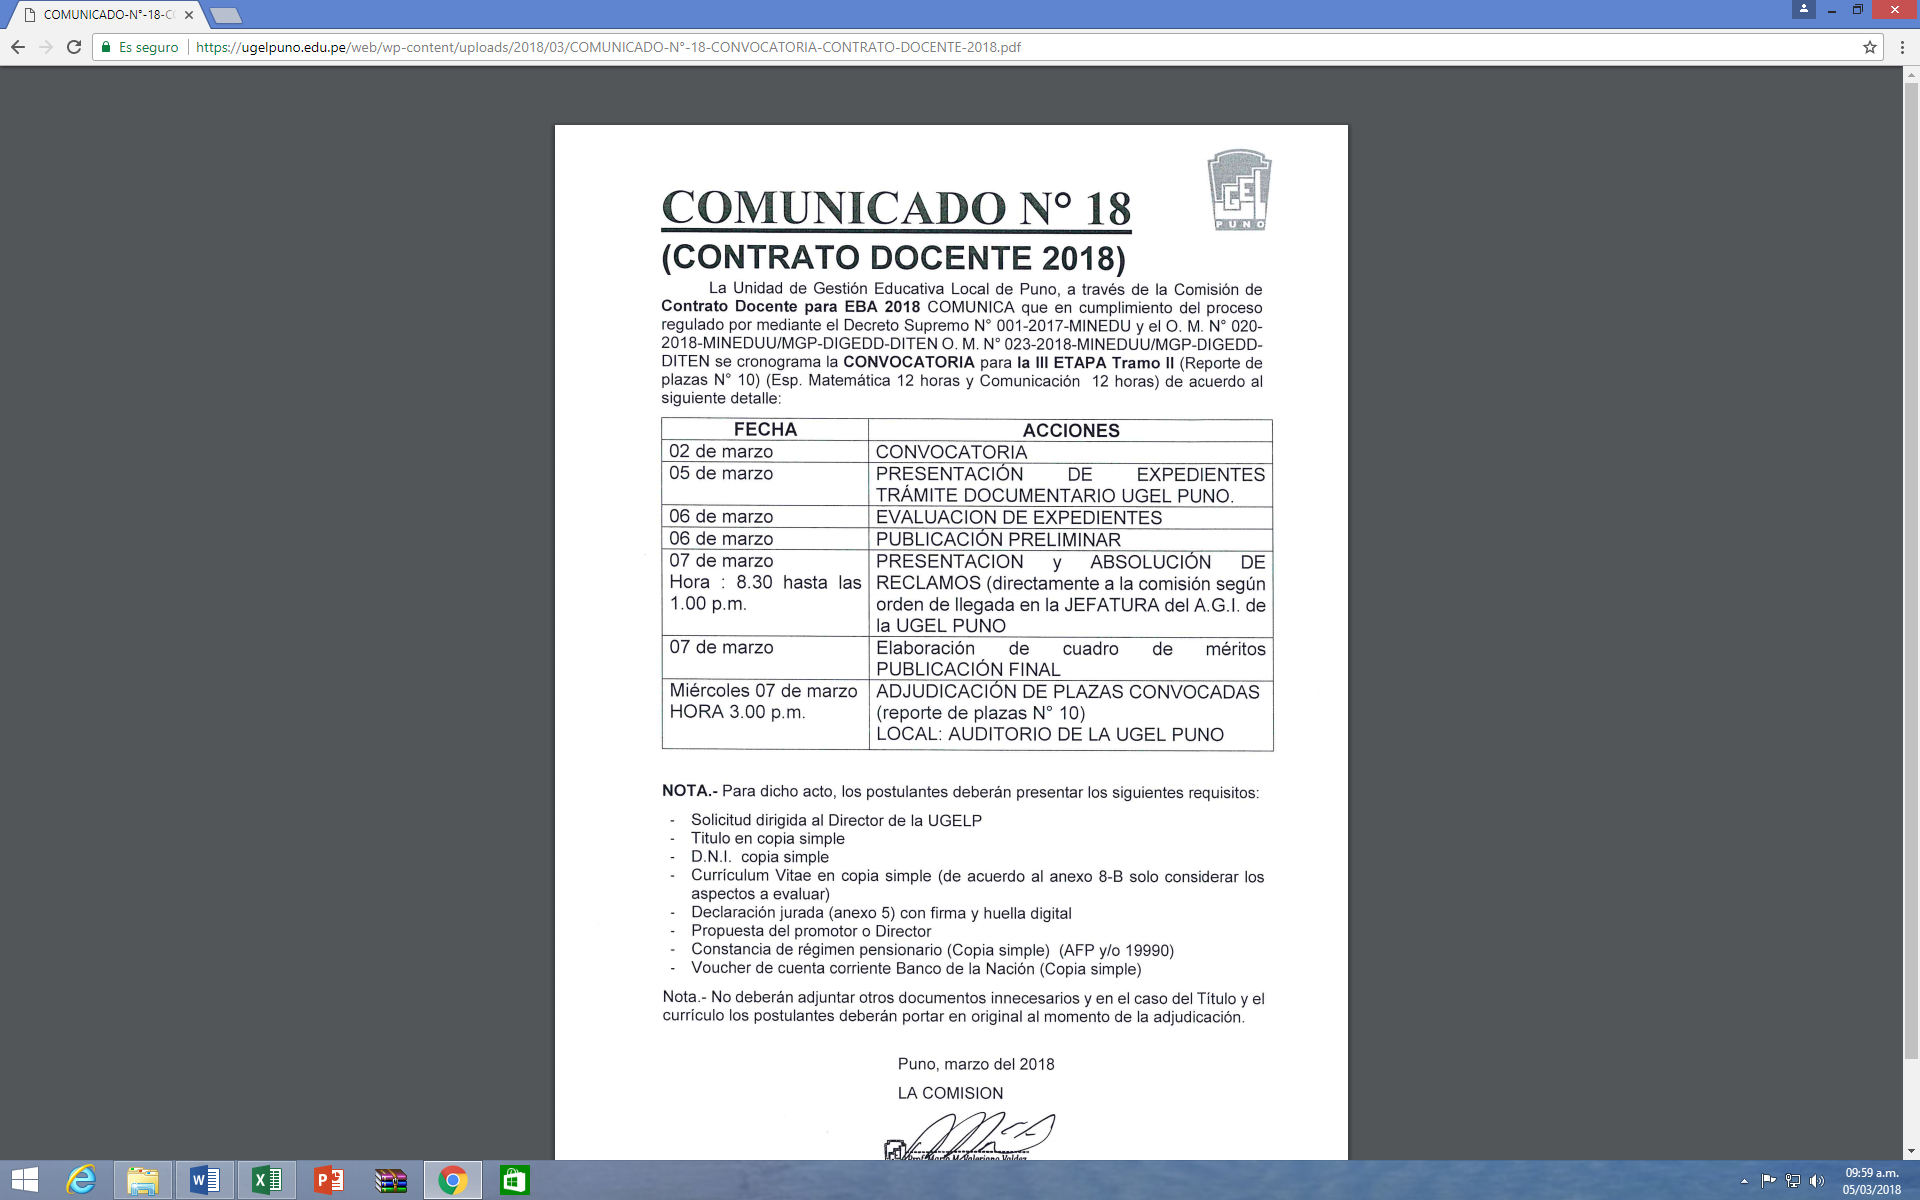 COMUNICADO-N°-18-CO
Es seguro
https://ugelpuno.edu.pe/web/wp-content/uploads/2018/03/COMUNICADO-N°-18-CONVOCATORIA-CONTRATO-DOCENTE-2018.pdf
GEL
PUNO
COMUNICADO N° 18
(CONTRATO DOCENTE 2018)
La Unidad de Gestión Educativa Local de Puno, a través de la Comisión de
Contrato Docente para EBA 2018 COMUNICA que en cumplimiento del proceso
regulado por mediante el Decreto Supremo N° 001-2017-MINEDU y el O. M. N° 020-
2018-MINEDUU/MGP-DIGEDD-DITEN O. M. N° 023-2018-MINEDUU/MGP-DIGEDD-
DITEN se cronograma la CONVOCATORIA para la III ETAPA Tramo II (Reporte de
plazas N° 10) (Esp. Matemática 12 horas y Comunicación 12 horas) de acuerdo al
siguiente detalle:
FECHA ACCIONES
02 de marzo CONVOCATORIA
05 de marzo PRESENTACIÓN DE EXPEDIENTES
TRÁMITE DOCUMENTARIO UGEL PUNO.
06 de marzo EVALUACION DE EXPEDIENTES
06 de marzo PUBLICACIÓN PRELIMINAR
07 de marzo PRESENTACION y ABSOLUCIÓN DE
Hora : 8.30 hasta las RECLAMOS (directamente a la comisión según
1.00 p.m. orden de llegada en la JEFATURA del A.G.I. de
la UGEL PUNO
07 de marzo Elaboración de cuadro de méritos
PUBLICACIÓN FINAL
Miércoles 07 de marzo ADJUDICACIÓN DE PLAZAS CONVOCADAS
HORA 3.00 p.m. (reporte de plazas N° 10)
LOCAL: AUDITORIO DE LA UGEL PUNO
NOTA.- Para dicho acto, los postulantes deberán presentar los siguientes requisitos:
- Solicitud dirigida al Director de la UGELP
- Titulo en copia simple
- D.N.I. copia simple
- Currículum Vitae en copia simple (de acuerdo al anexo 8-B solo considerar los
aspectos a evaluar)
- Declaración jurada (anexo 5) con firma y huella digital
- Propuesta del promotor o Director
- Constancia de régimen pensionario (Copia simple) (AFP y/o 19990)
- Voucher de cuenta corriente Banco de la Nación (Copia simple)
Nota.- No deberán adjuntar otros documentos innecesarios y en el caso del Título y el
currículo los postulantes deberán portar en original al momento de la adjudicación.
Puno, marzo del 2018
LA COMISION
09:59 a.m.
05/03/2018